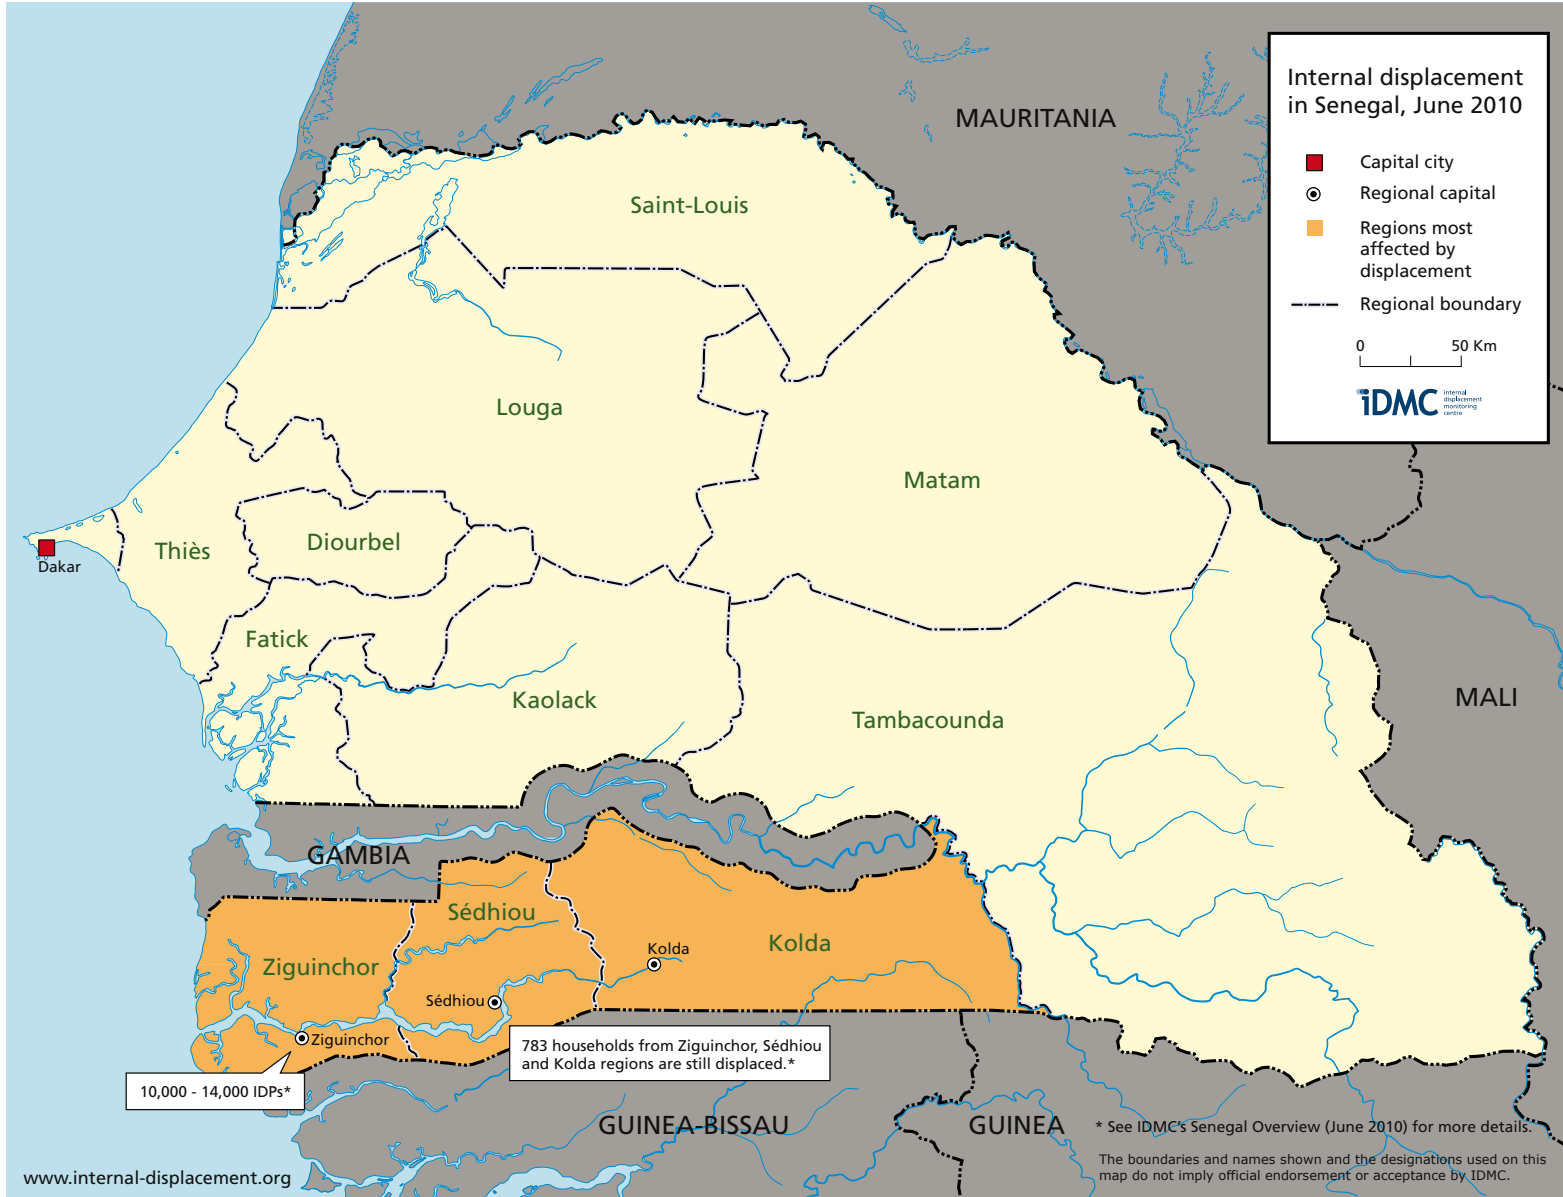 Internal displacement
in Senegal, June 2010
Capital city
Regional capital
Regions most
affected by
displacement
Regional boundary
0 50 Km
iDMC
internal
displacement
monitoring
centre
MAURITANIA
Saint-Louis
Louga
Matam
Thiès
Diourbel
Dakar
Fatick
Kaolack
Tambacounda
MALI
GAMBIA
Sédhiou
Kolda
Kolda
Ziguinchor
Sédhiou
Ziguinchor
783 households from Ziguinchor, Sédhiou
and Kolda regions are still displaced.*
10,000 - 14,000 IDPs*
GUINEA-BISSAU
GUINEA
* See IDMC's Senegal Overview (June 2010) for more details.
The boundaries and names shown and the designations used on this
map do not imply official endorsement or acceptance by IDMC.
www.internal-displacement.org